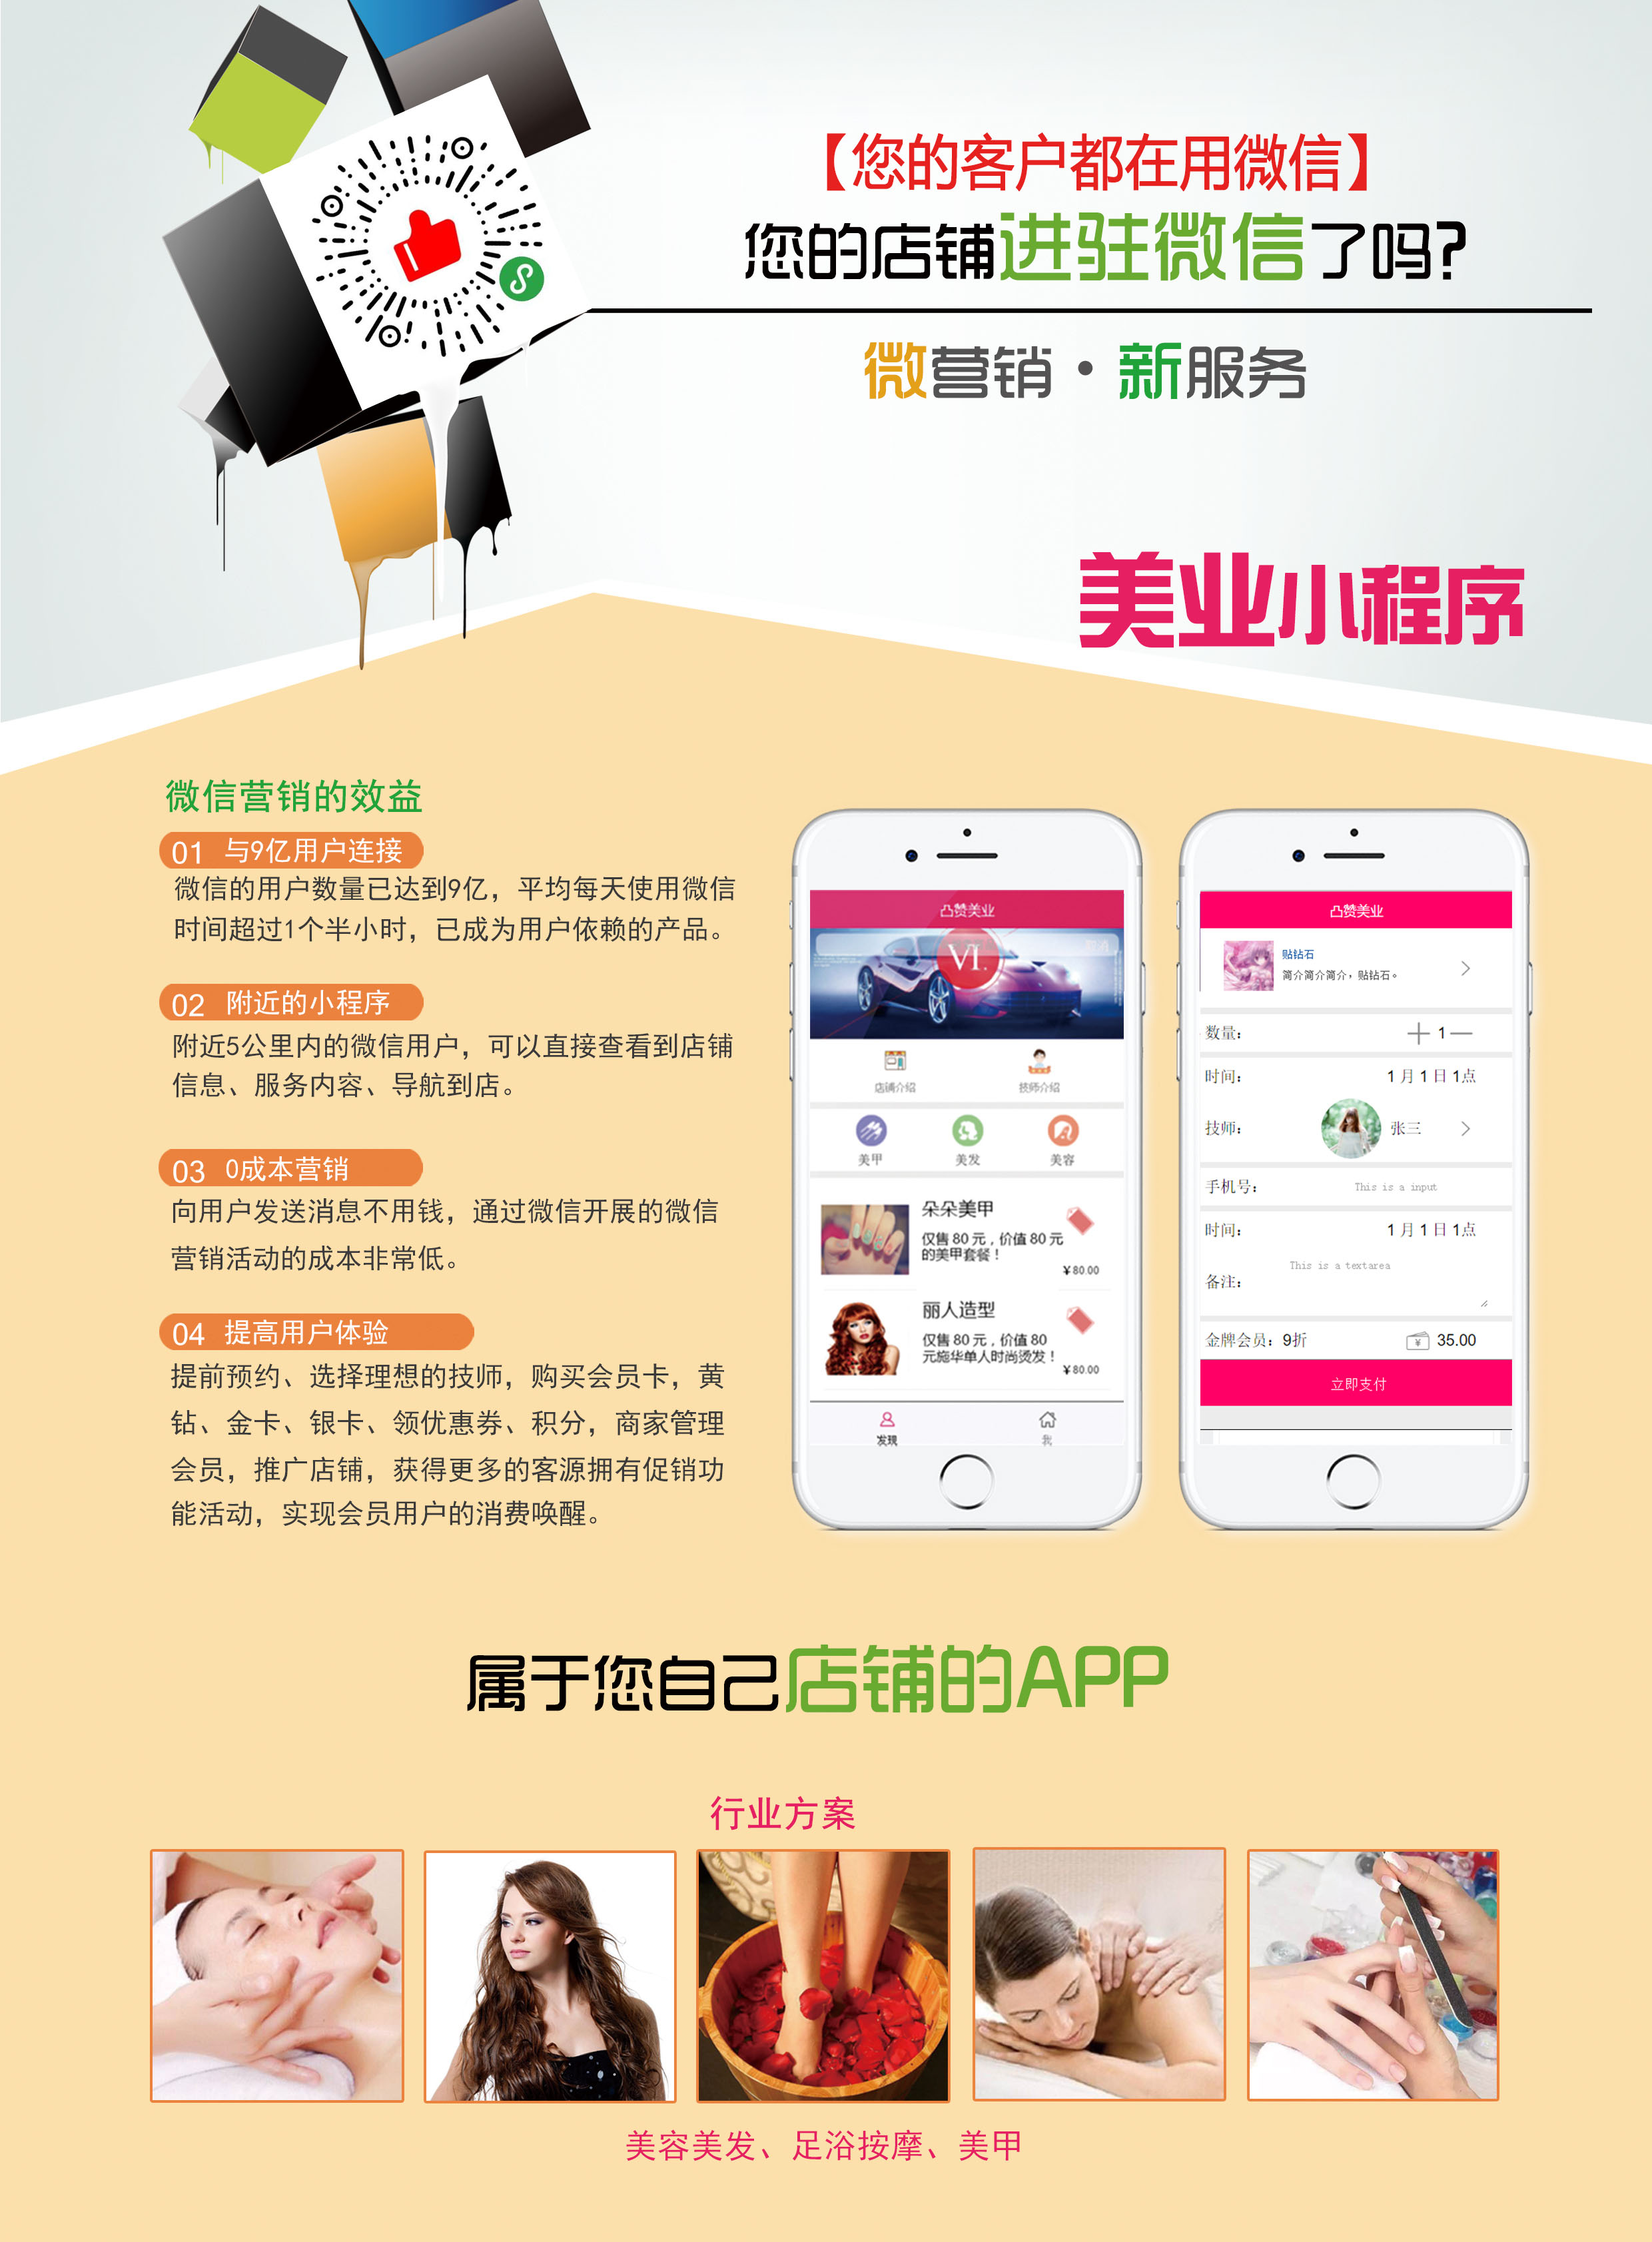 【您的客户都在用微信】
您的店铺进驻微信了吗?
微营销·新服务
美业小程序
微信营销的效益
01 与9亿用户连接
微信的用户数量已达到9亿，平均每天使用微信
时间超过1个半小时，已成为用户依赖的产品。
02 附近的小程序
附近5公里内的微信用户，可以直接查看到店铺
信息、服务内容、导航到店。
03 0成本营销
向用户发送消息不用钱，通过微信开展的微信
营销活动的成本非常低。
04 提高用户体验
提前预约、选择理想的技师，购买会员卡，黄
钻、金卡、银卡、领优惠券、积分，商家管理
会员，推广店铺，获得更多的客源拥有促销功
能活动，实现会员用户的消费唤醒。
凸赞美业
VI.
店铺介绍 技师介绍
美甲 美发 美容
朵朵美甲
仅售 80 元，价值 80 元
的美甲套餐！
¥80.00
丽人造型
仅售 80 元，价值 80
元施华单人时尚烫发！
¥80.00
发现 我
凸赞美业
贴钻石
简介简介简介，贴钻石。
数量： 1
时间： 1 月 1 日 1点
技师： 张三
手机号： This is a input
时间： 1 月 1 日 1点
This is a textarea
备注：
金牌会员：9折 ¥ 35.00
立即支付
属于您自己店铺的APP
行业方案
美容美发、足浴按摩、美甲